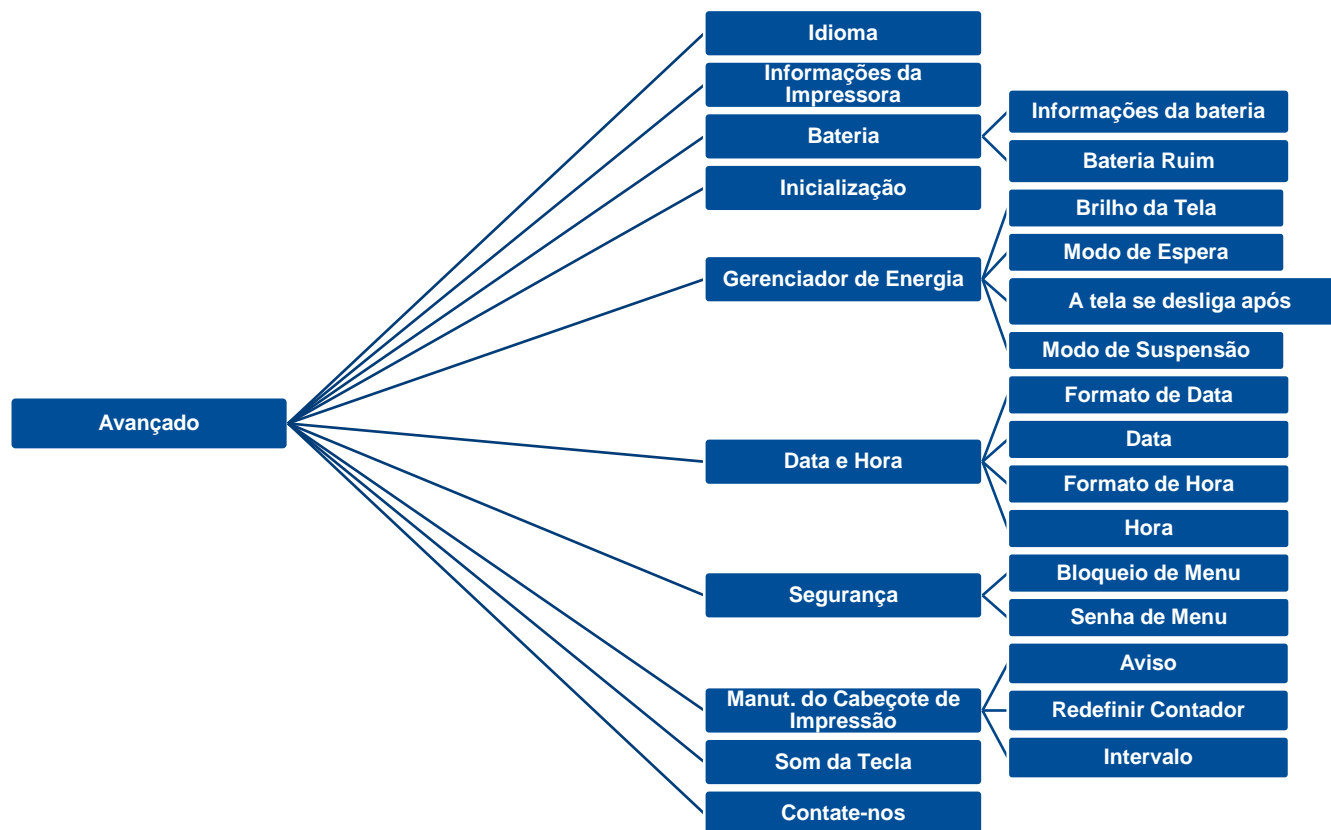 Avançado
Idioma
Informações da
Impressora
Bateria
Informações da bateria
Bateria Ruim
Inicialização
Gerenciador de Energia
Brilho da Tela
Modo de Espera
A tela se desliga após
Modo de Suspensão
Data e Hora
Formato de Data
Data
Formato de Hora
Hora
Segurança
Bloqueio de Menu
Senha de Menu
Manut. do Cabeçote de
Impressão
Aviso
Redefinir Contador
Intervalo
Som da Tecla
Contate-nos